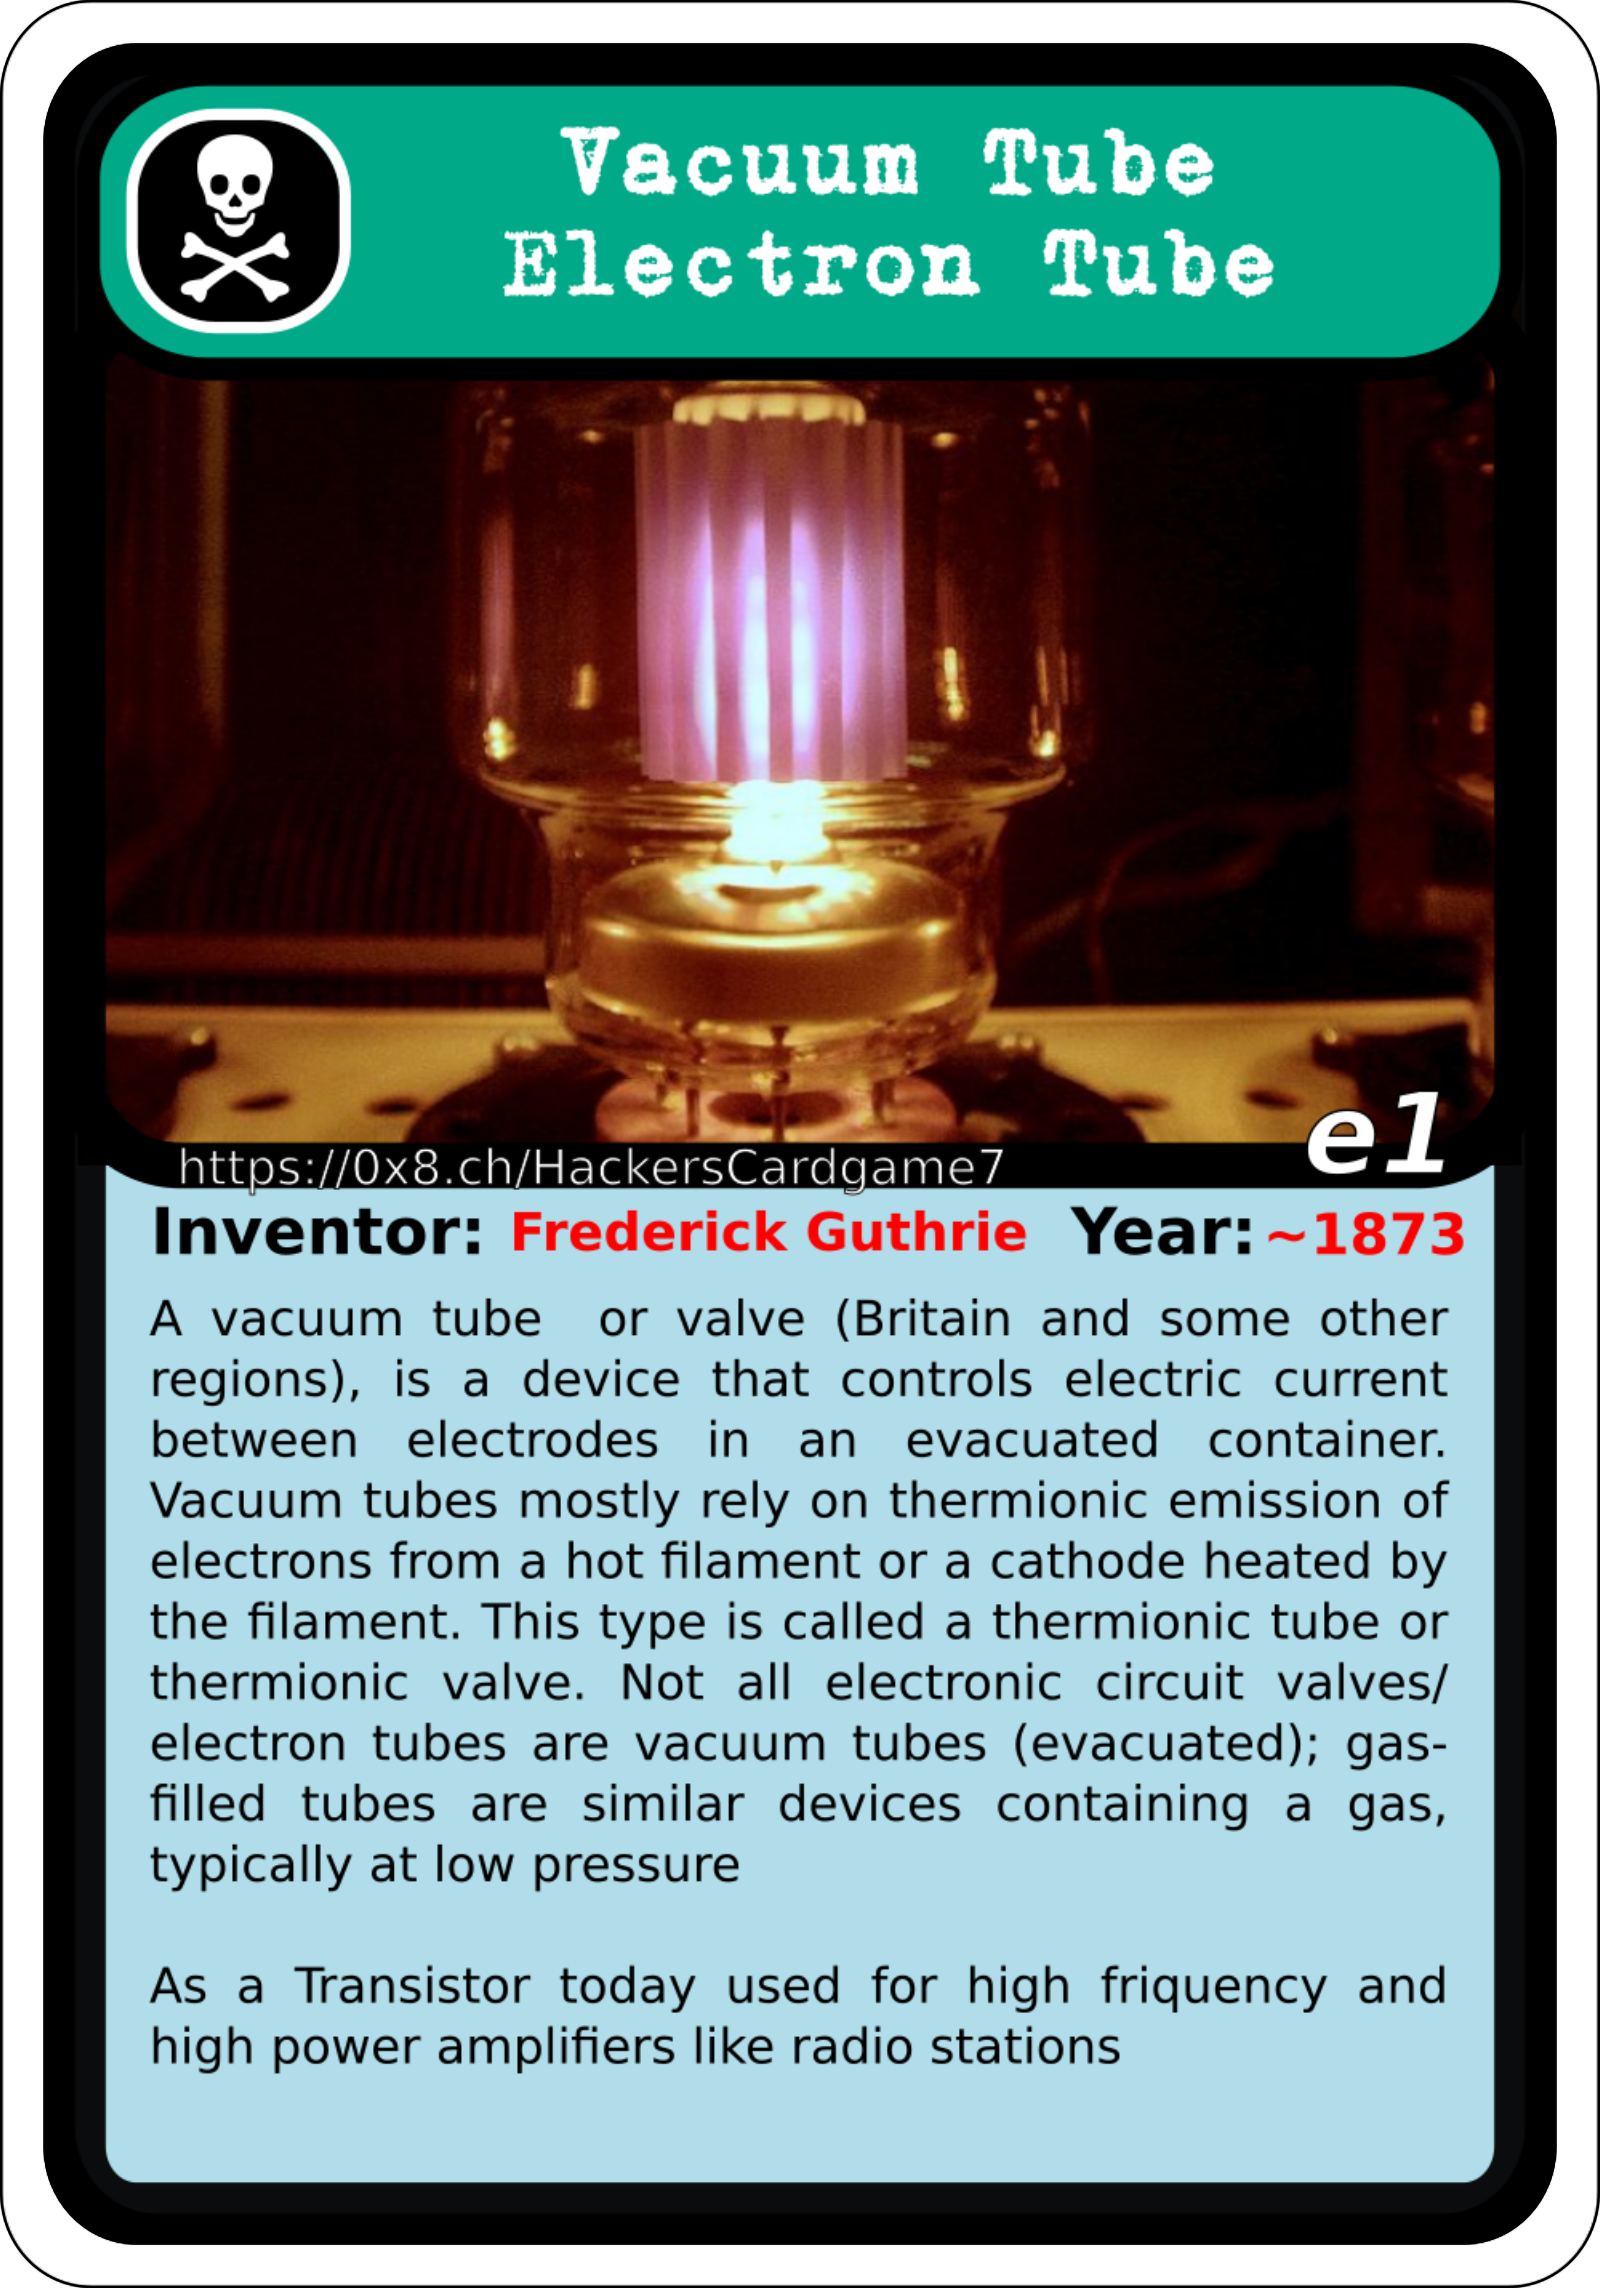 Vacuum Tube
Electron Tube
e1
https://0x8.ch/HackersCardgame7
Inventor: Frederick Guthrie Year: ~1873
A vacuum tube or valve (Britain and some other
regions), is a device that controls electric current
between electrodes in an evacuated container.
Vacuum tubes mostly rely on thermionic emission of
electrons from a hot filament or a cathode heated by
the filament. This type is called a thermionic tube or
thermionic valve. Not all electronic circuit valves/
electron tubes are vacuum tubes (evacuated); gas-
filled tubes are similar devices containing a gas,
typically at low pressure
As a Transistor today used for high friquency and
high power amplifiers like radio stations